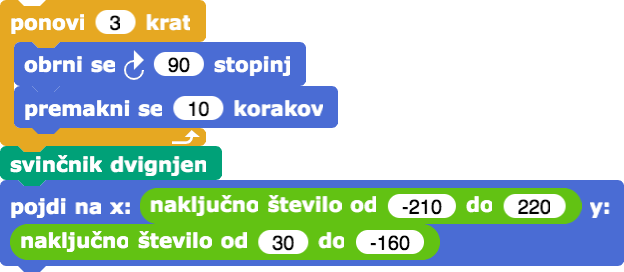 ponovi 3 krat
obrni se 90 stopinj
premakni se 10 korakov
svinčnik dvignjen
pojdi na x: naključno število od -210 do 220 y:
naključno število od 30 do -160